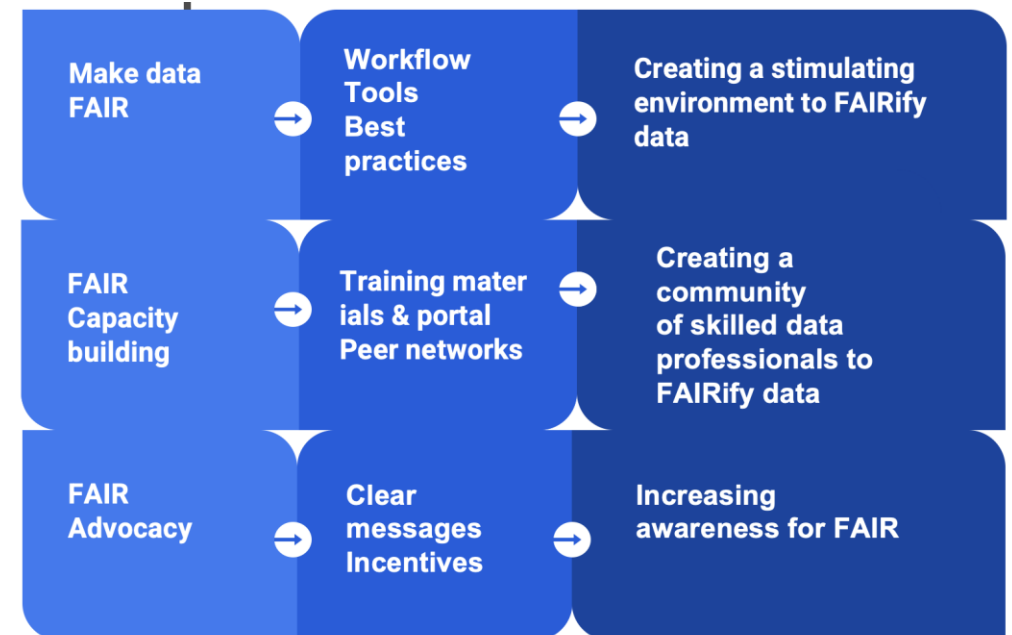 Make data
FAIR
Workflow
Tools
Best
practices
Creating a stimulating
environment to FAIRify
data
FAIR
Capacity
building
Training mater
ials & portal
Peer networks
Creating a
community
of skilled data
professionals to
FAIRify data
FAIR
Advocacy
Clear
messages
Incentives
Increasing
awareness for FAIR